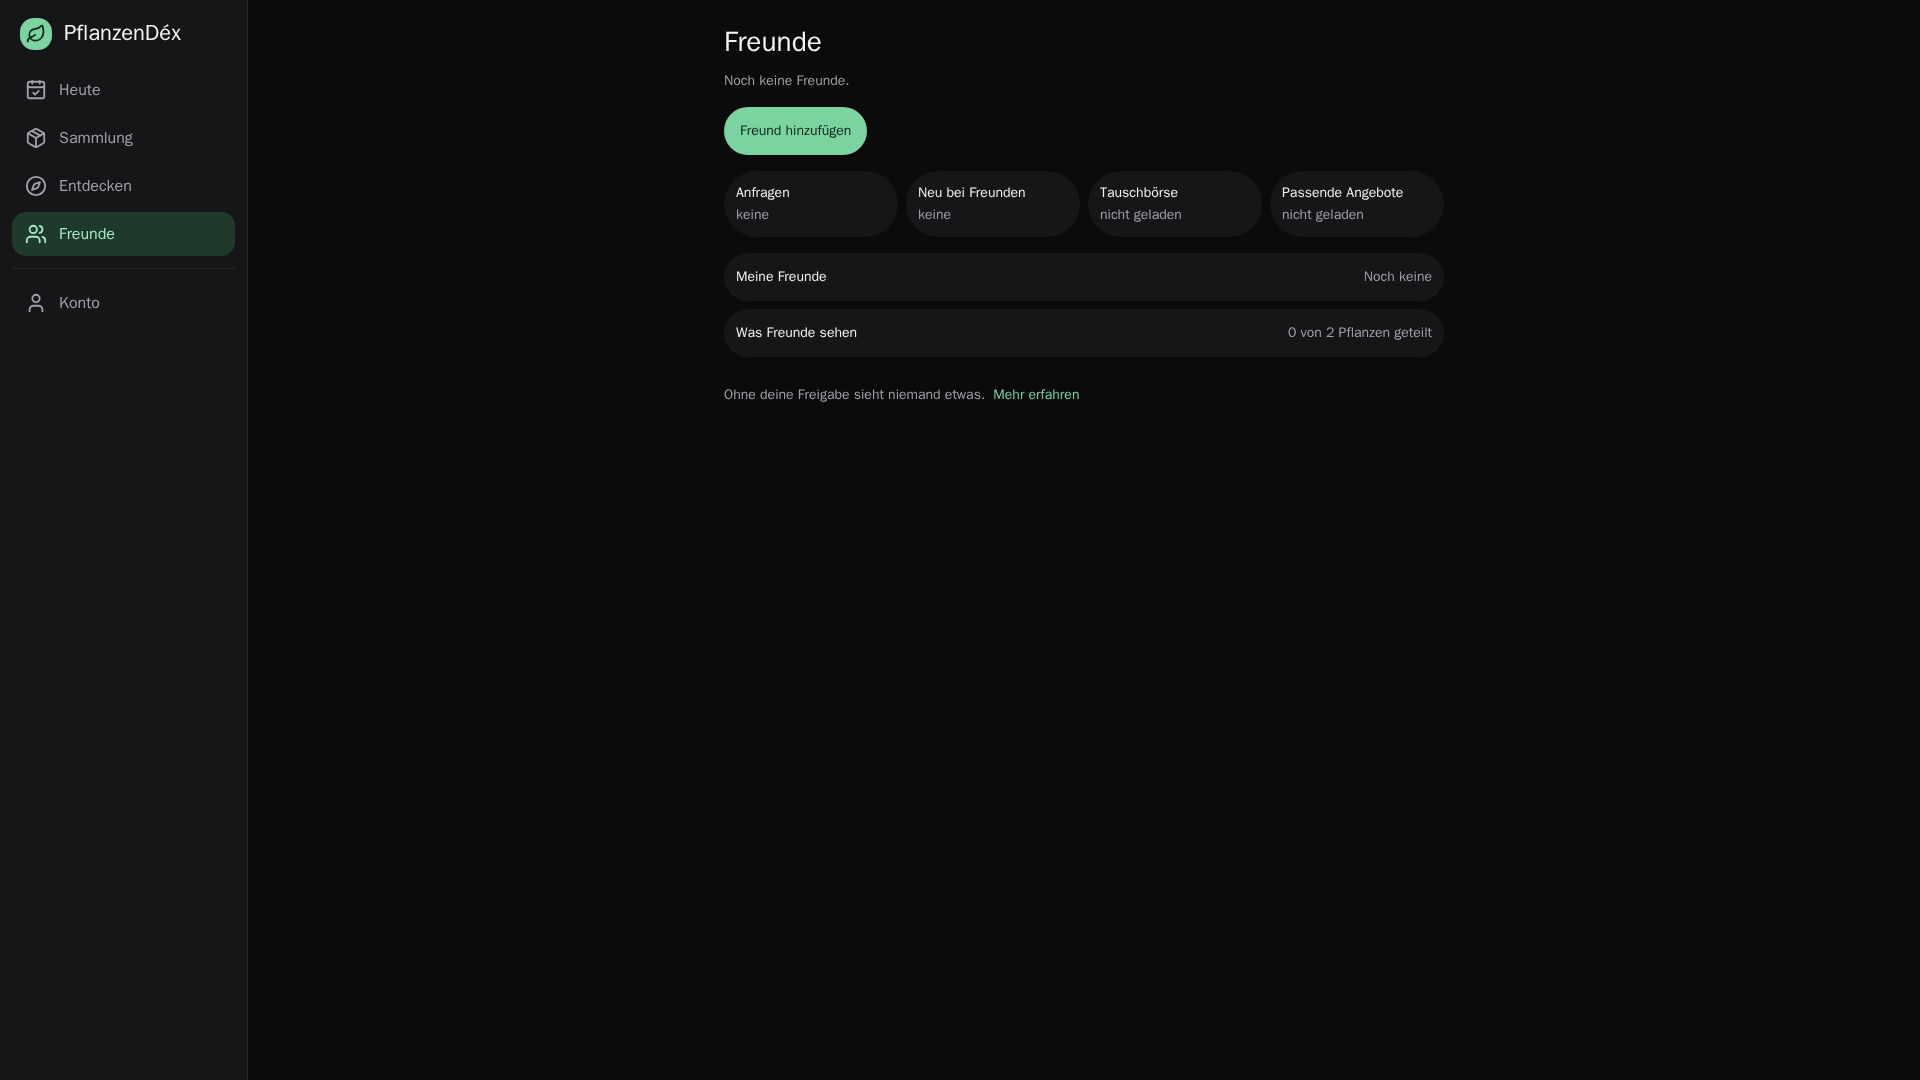 PflanzenDéx
Heute
Sammlung
Entdecken
Freunde
Konto
Freunde
Noch keine Freunde.
Freund hinzufügen
Anfragen
keine
Neu bei Freunden
keine
Tauschbörse
nicht geladen
Passende Angebote
nicht geladen
Meine Freunde Noch keine
Was Freunde sehen 0 von 2 Pflanzen geteilt
Ohne deine Freigabe sieht niemand etwas. Mehr erfahren